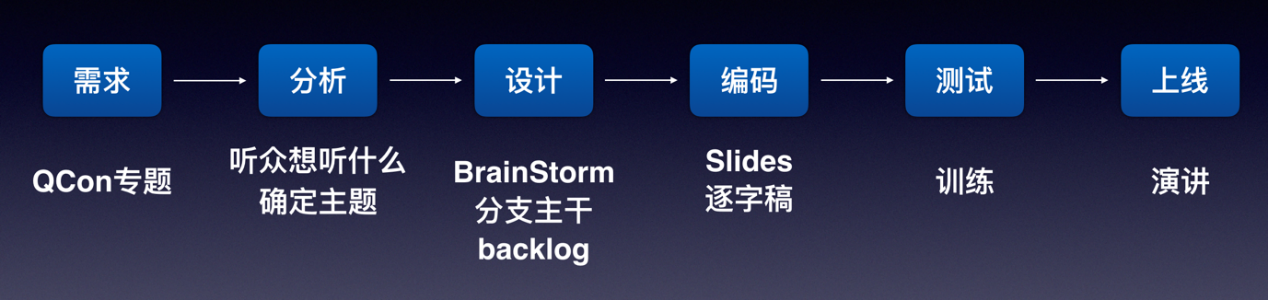 需求
分析
设计
编码
测试
上线
QCon专题
听众想听什么
确定主题
BrainStorm
分支主干
backlog
Slides
逐字稿
训练
演讲